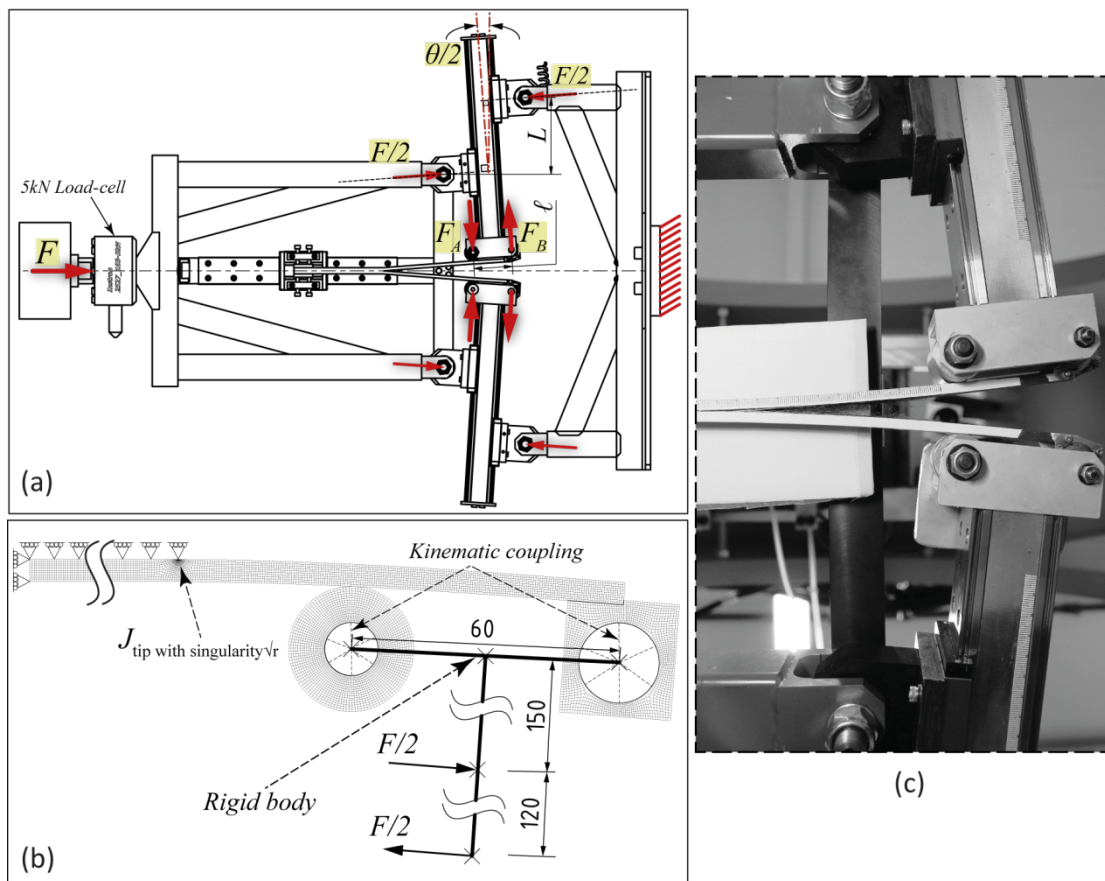 θ/2
F/2
L
F/2
5kN Load-cell
ℓ
F
F_A
F_B
(a)
Kinematic coupling
J_tip with singularity√r
60
150
F/2
Rigid body
120
F/2
(b)
(c)